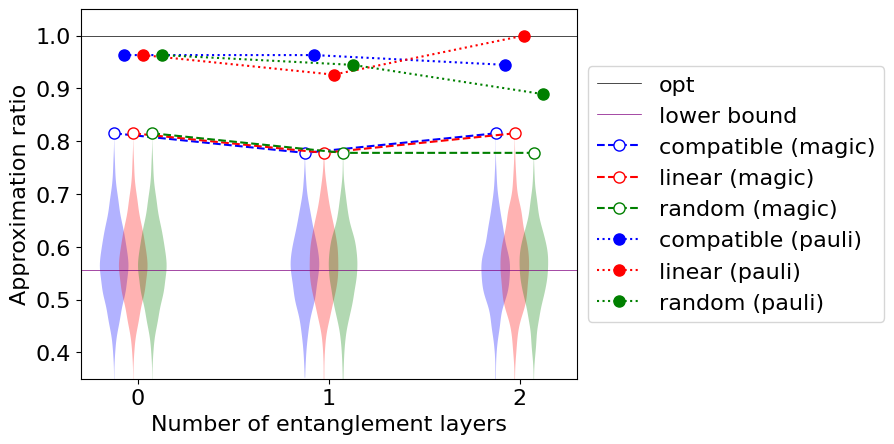 1.0
0.9
0.8
0.7
0.6
0.5
0.4
Approximation ratio
0 1 2
Number of entanglement layers
opt
lower bound
compatible (magic)
linear (magic)
random (magic)
compatible (pauli)
linear (pauli)
random (pauli)